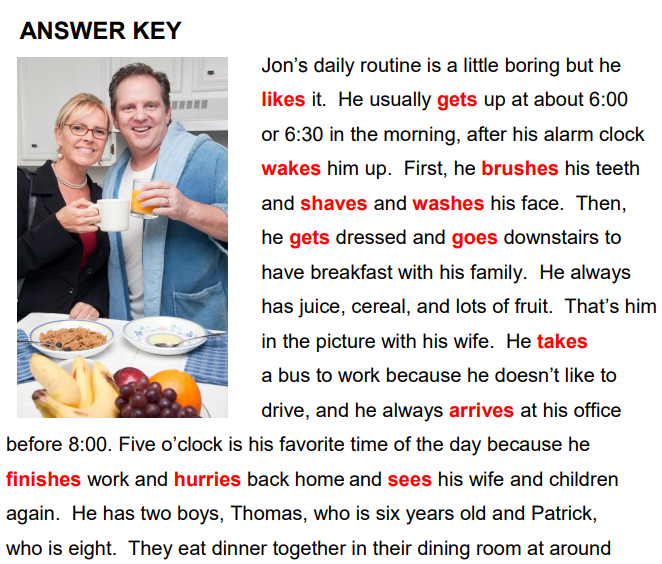 ANSWER KEY
Jon’s daily routine is a little boring but he
likes it.  He usually gets up at about 6:00
or 6:30 in the morning, after his alarm clock
wakes him up.  First, he brushes his teeth
and shaves and washes his face.  Then,
he gets dressed and goes downstairs to
have breakfast with his family.  He always
has juice, cereal, and lots of fruit.  That’s him
in the picture with his wife.  He takes
a bus to work because he doesn’t like to
drive, and he always arrives at his office
before 8:00. Five o’clock is his favorite time of the day because he
finishes work and hurries back home and sees his wife and children
again.  He has two boys, Thomas, who is six years old and Patrick,
who is eight.  They eat dinner together in their dining room at around